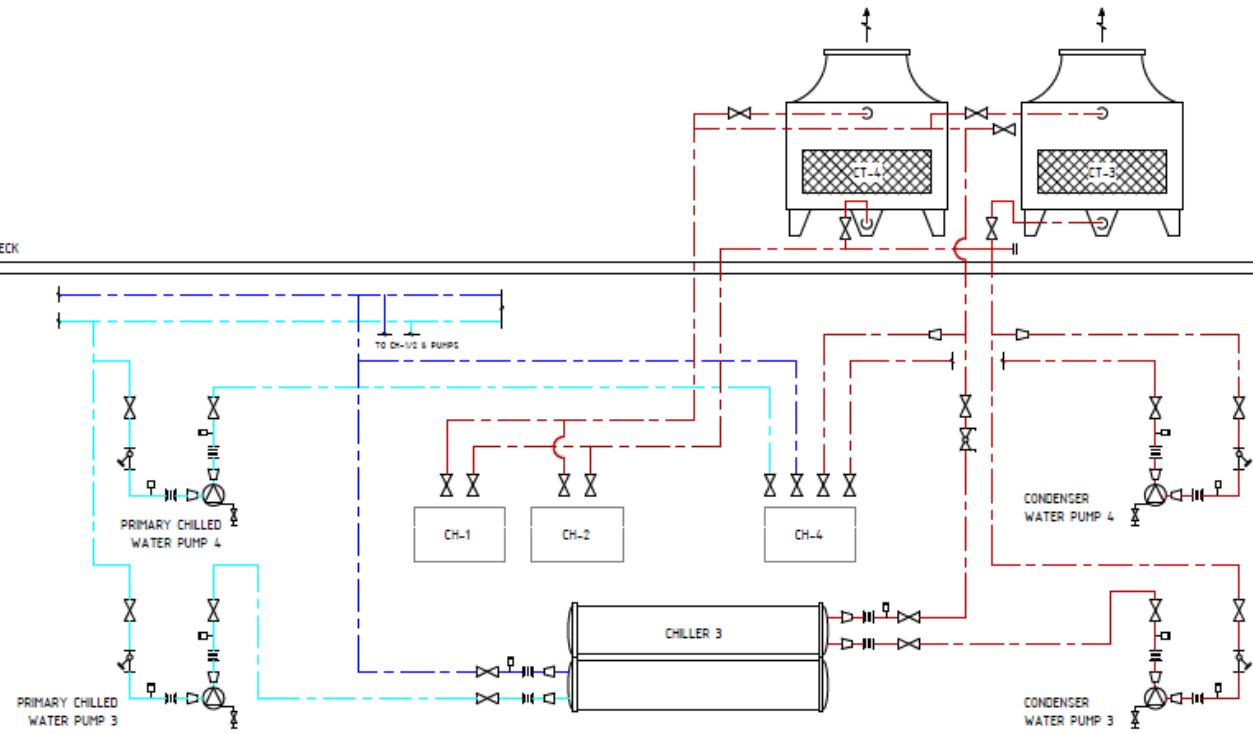 CT-4
CT-3
ECK
TO CH-1/2 & PUMPS
PRIMARY CHILLED
WATER PUMP 4
CH-1
CH-2
CH-4
CONDENSER
WATER PUMP 4
CHILLER 3
PRIMARY CHILLED
WATER PUMP 3
CONDENSER
WATER PUMP 3